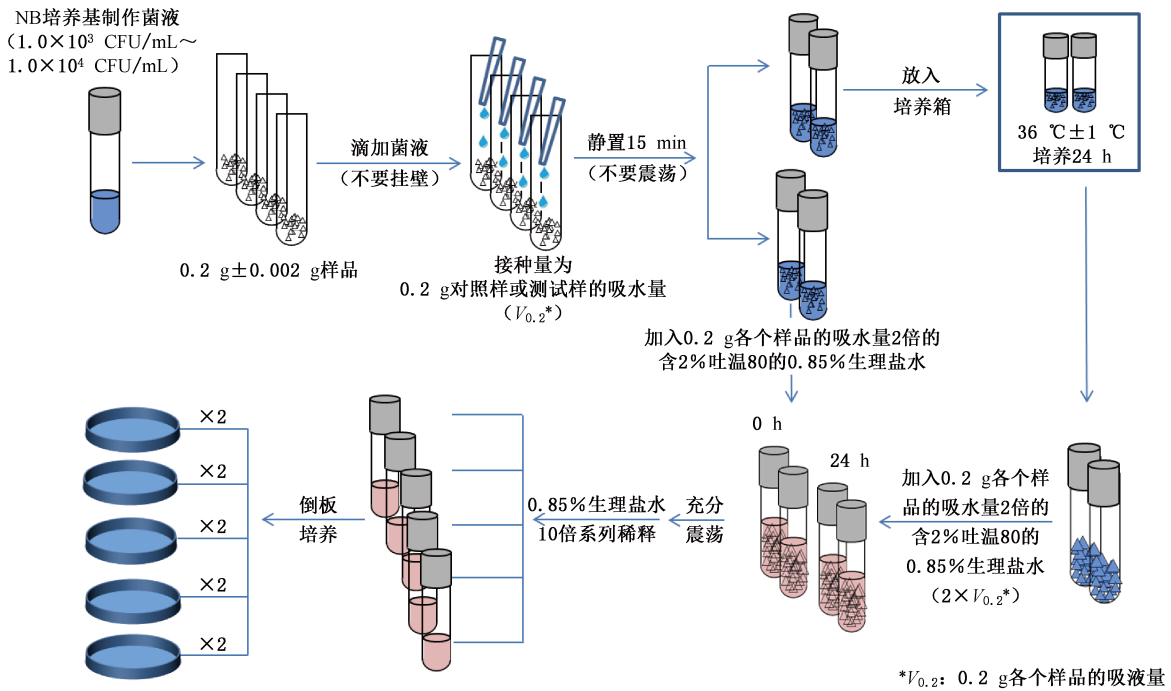 NB培养基制作菌液
（1.0×10³ CFU/mL～
1.0×10⁴ CFU/mL）
0.2 g±0.002 g样品
滴加菌液
（不要挂壁）
接种量为
0.2 g对照样或测试样的吸水量
（V₀.₂*）
静置15 min
（不要震荡）
放入
培养箱
36 ℃±1 ℃
培养24 h
加入0.2 g各个样品的吸水量2倍的
含2%吐温80的0.85%生理盐水
0 h
24 h
加入0.2 g各个样
品的吸水量2倍的
含2%吐温80的
0.85%生理盐水
（2×V₀.₂*）
充分
震荡
0.85%生理盐水
10倍系列稀释
倒板
培养
×2
×2
×2
×2
×2
*V₀.₂：0.2 g各个样品的吸液量